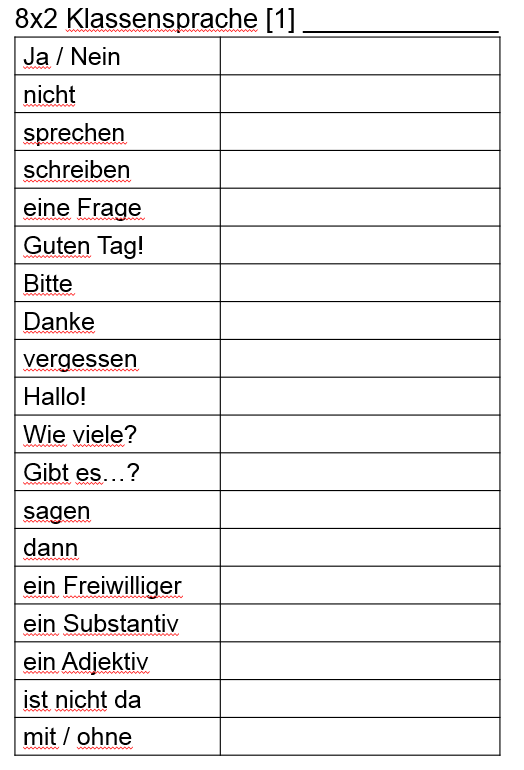 8x2 Klassensprache [1] ______________
Ja / Nein
nicht
sprechen
schreiben
eine Frage
Guten Tag!
Bitte
Danke
vergessen
Hallo!
Wie viele?
Gibt es…?
sagen
dann
ein Freiwilliger
ein Substantiv
ein Adjektiv
ist nicht da
mit / ohne